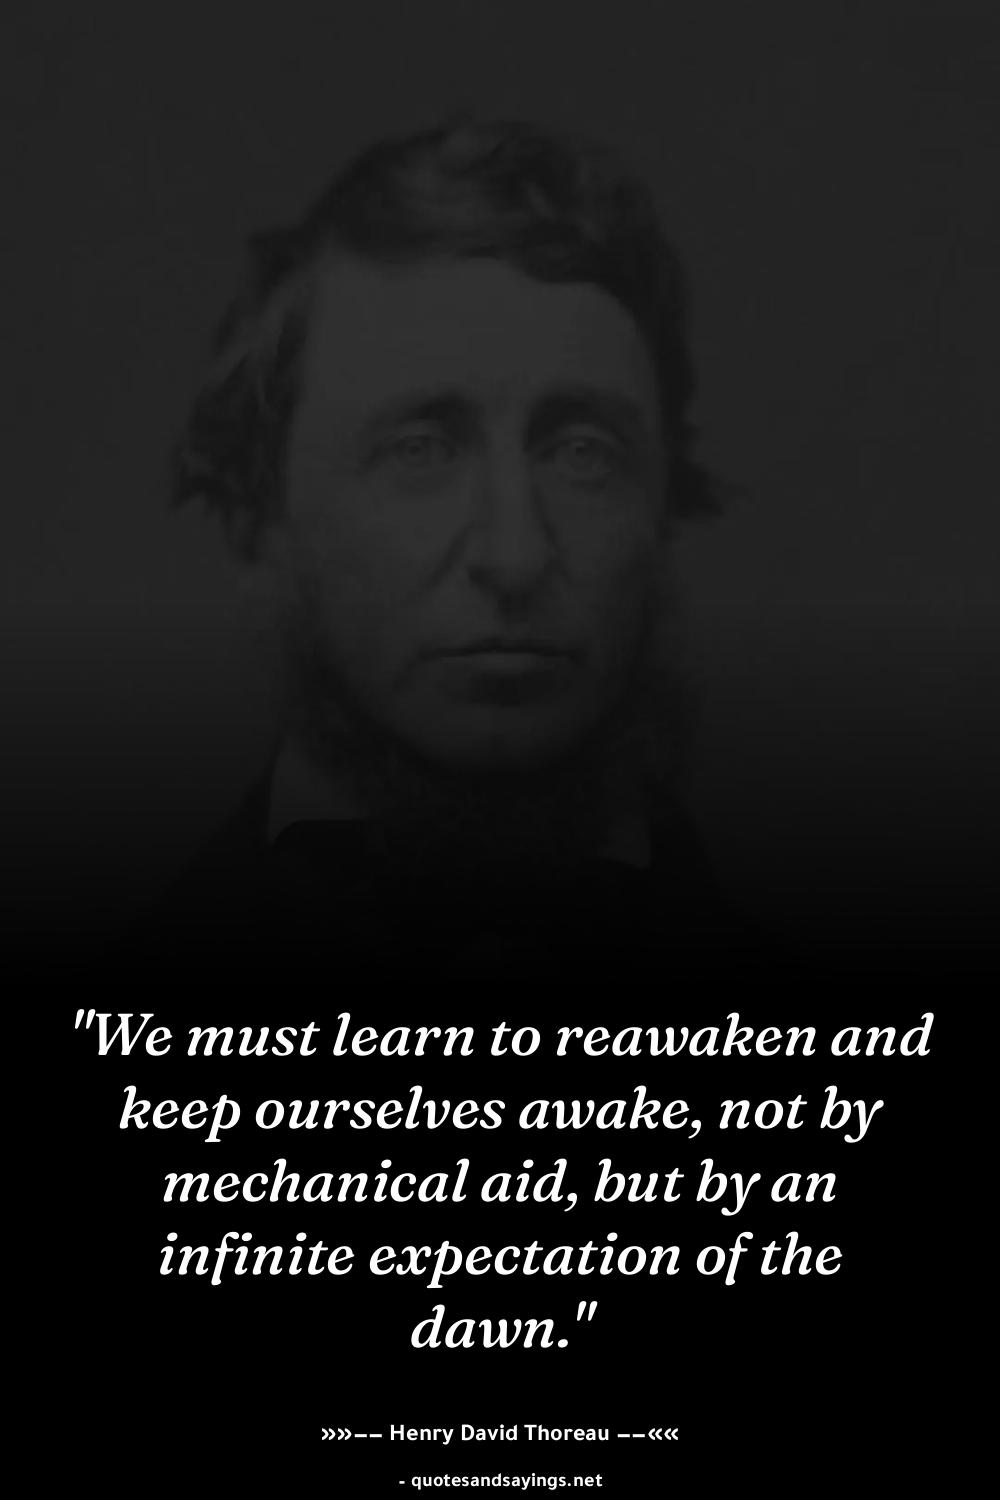 "We must learn to reawaken and
keep ourselves awake, not by
mechanical aid, but by an
infinite expectation of the
dawn."
»»–– Henry David Thoreau ––««
- quotesandsayings.net